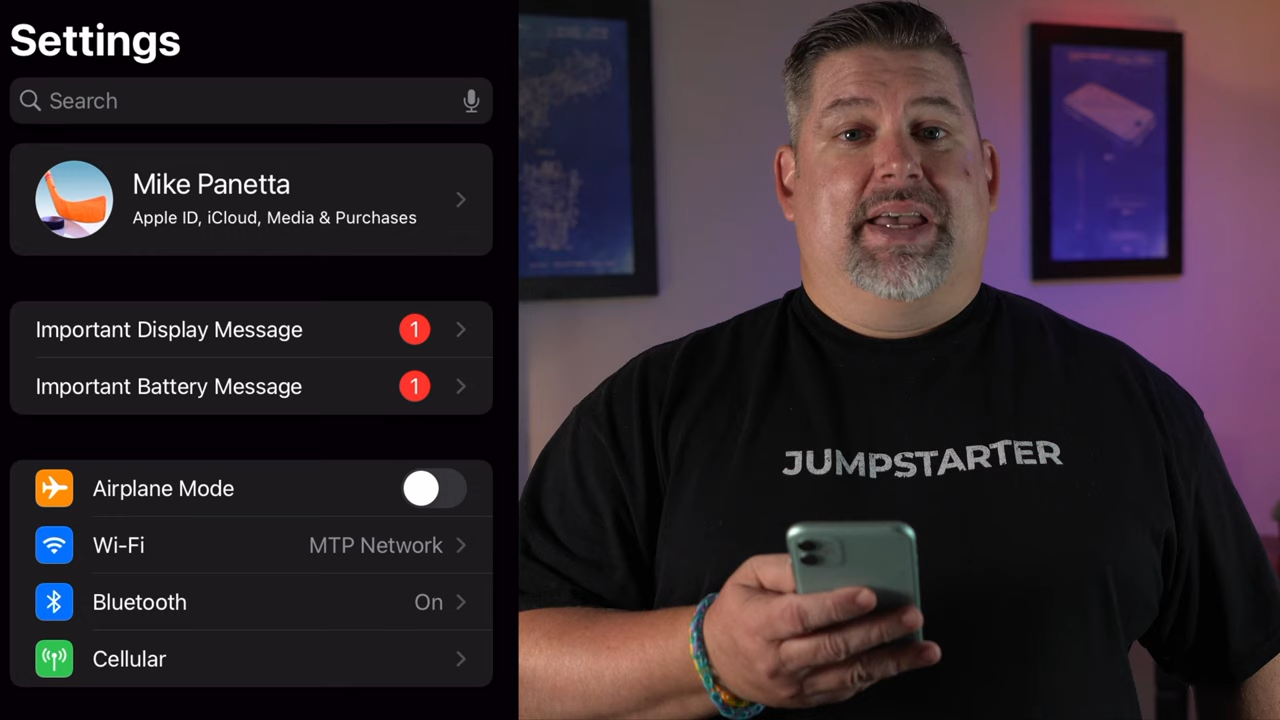 Settings
Search
Mike Panetta
Apple ID, iCloud, Media & Purchases
Important Display Message 1
Important Battery Message 1
Airplane Mode
Wi-Fi MTP Network
Bluetooth On
Cellular
JUMPSTARTER